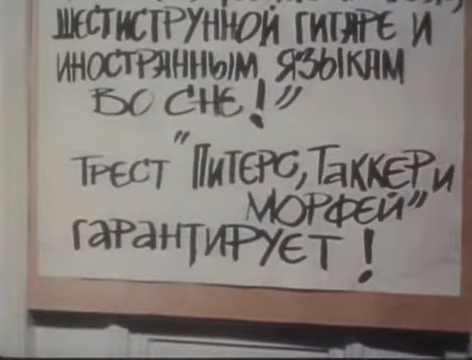 ШЕСТИСТРУННОЙ ГИТАРЕ И
ИНОСТРАННЫМ ЯЗЫКАМ
ВО СНЕ!"
ТРЕСТ "ПИТЕРС, ТАККЕР И
МОРФЕЙ"
ГАРАНТИРУЕТ!